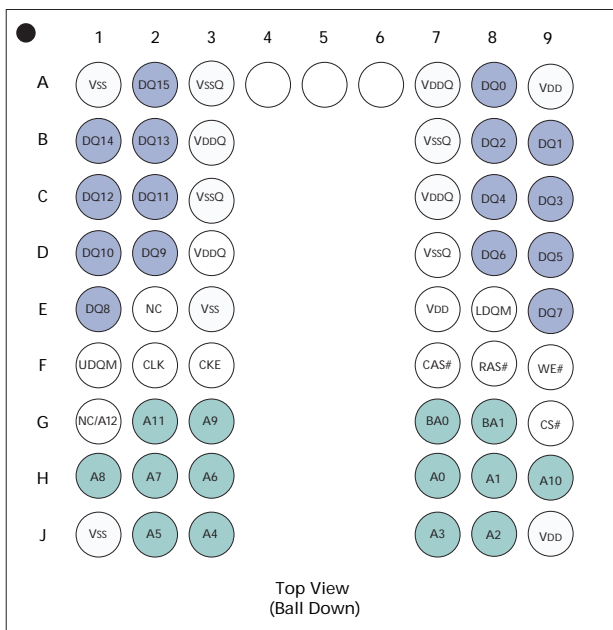 1 2 3 4 5 6 7 8 9
A VSS DQ15 VSSQ VDDQ DQ0 VDD
B DQ14 DQ13 VDDQ VSSQ DQ2 DQ1
C DQ12 DQ11 VSSQ VDDQ DQ4 DQ3
D DQ10 DQ9 VDDQ VSSQ DQ6 DQ5
E DQ8 NC VSS VDD LDQM DQ7
F UDQM CLK CKE CAS# RAS# WE#
G NC/A12 A11 A9 BA0 BA1 CS#
H A8 A7 A6 A0 A1 A10
J VSS A5 A4 A3 A2 VDD
Top View
(Ball Down)